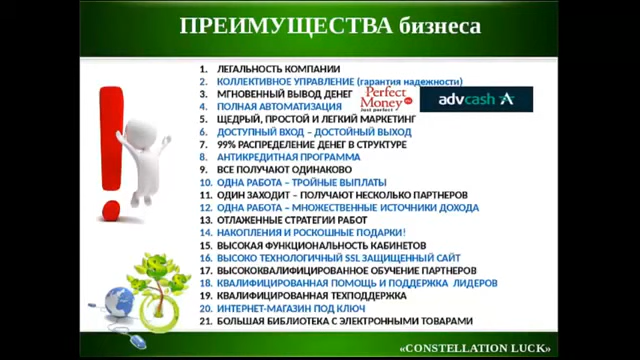 ПРЕИМУЩЕСТВА бизнеса
1. ЛЕГАЛЬНОСТЬ КОМПАНИИ
2. КОЛЛЕКТИВНОЕ УПРАВЛЕНИЕ (гарантия надежности)
3. МГНОВЕННЫЙ ВЫВОД ДЕНЕГ
Perfect
Money
Just perfect
advcash
4. ПОЛНАЯ АВТОМАТИЗАЦИЯ
5. ЩЕДРЫЙ, ПРОСТОЙ И ЛЕГКИЙ МАРКЕТИНГ
6. ДОСТУПНЫЙ ВХОД – ДОСТОЙНЫЙ ВЫХОД
7. 99% РАСПРЕДЕЛЕНИЕ ДЕНЕГ В СТРУКТУРЕ
8. АНТИКРЕДИТНАЯ ПРОГРАММА
9. ВСЕ ПОЛУЧАЮТ ОДИНАКОВО
10. ОДНА РАБОТА – ТРОЙНЫЕ ВЫПЛАТЫ
11. ОДИН ЗАХОДИТ – ПОЛУЧАЮТ НЕСКОЛЬКО ПАРТНЕРОВ
12. ОДНА РАБОТА – МНОЖЕСТВЕННЫЕ ИСТОЧНИКИ ДОХОДА
13. ОТЛАЖЕННЫЕ СТРАТЕГИИ РАБОТ
14. НАКОПЛЕНИЯ И РОСКОШНЫЕ ПОДАРКИ!
15. ВЫСОКАЯ ФУНКЦИОНАЛЬНОСТЬ КАБИНЕТОВ
16. ВЫСОКО ТЕХНОЛОГИЧНЫЙ SSL ЗАЩИЩЕННЫЙ САЙТ
17. ВЫСОКОКВАЛИФИЦИРОВАННОЕ ОБУЧЕНИЕ ПАРТНЕРОВ
18. КВАЛИФИЦИРОВАННАЯ ПОМОЩЬ И ПОДДЕРЖКА ЛИДЕРОВ
19. КВАЛИФИЦИРОВАННАЯ ТЕХПОДДЕРЖКА
20. ИНТЕРНЕТ-МАГАЗИН ПОД КЛЮЧ
21. БОЛЬШАЯ БИБЛИОТЕКА С ЭЛЕКТРОННЫМИ ТОВАРАМИ
«CONSTELLATION LUCK»